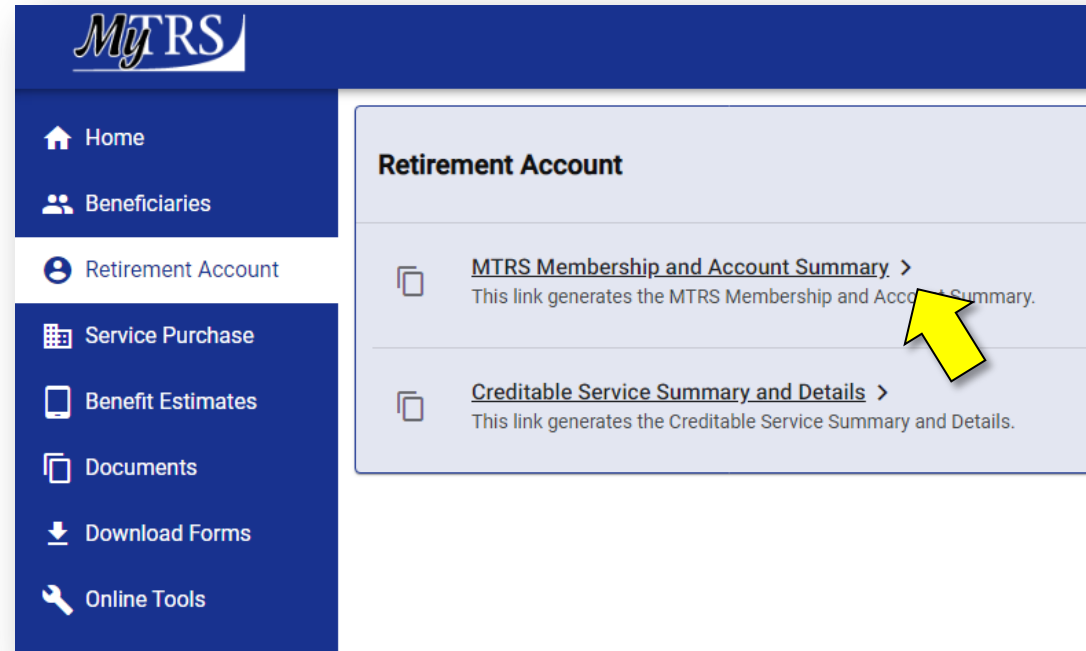 MyTRS
Home
Beneficiaries
Retirement Account
Service Purchase
Benefit Estimates
Documents
Download Forms
Online Tools
Retirement Account
MTRS Membership and Account Summary >
This link generates the MTRS Membership and Account Summary.
Creditable Service Summary and Details >
This link generates the Creditable Service Summary and Details.